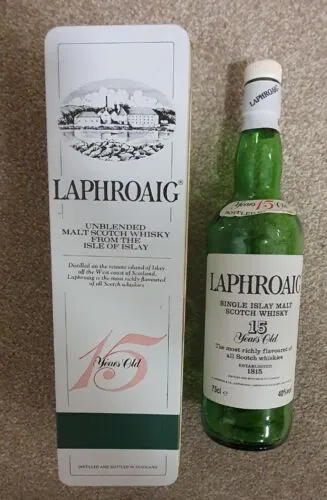 LAPHROAIG®
UNBLENDED
MALT SCOTCH WHISKY
FROM THE
ISLE OF ISLAY
Distilled on the remote island of Islay
off the West coast of Scotland,
Laphroaig is the most richly flavoured
of all Scotch whiskies
15
Years Old
DISTILLED AND BOTTLED IN SCOTLAND
LAPHROAIG
Years 15 Old
LAPHROAIG
SINGLE ISLAY MALT
SCOTCH WHISKY
15
Years Old
The most richly flavoured of
all Scotch whiskies
ESTABLISHED
1815
75cl e